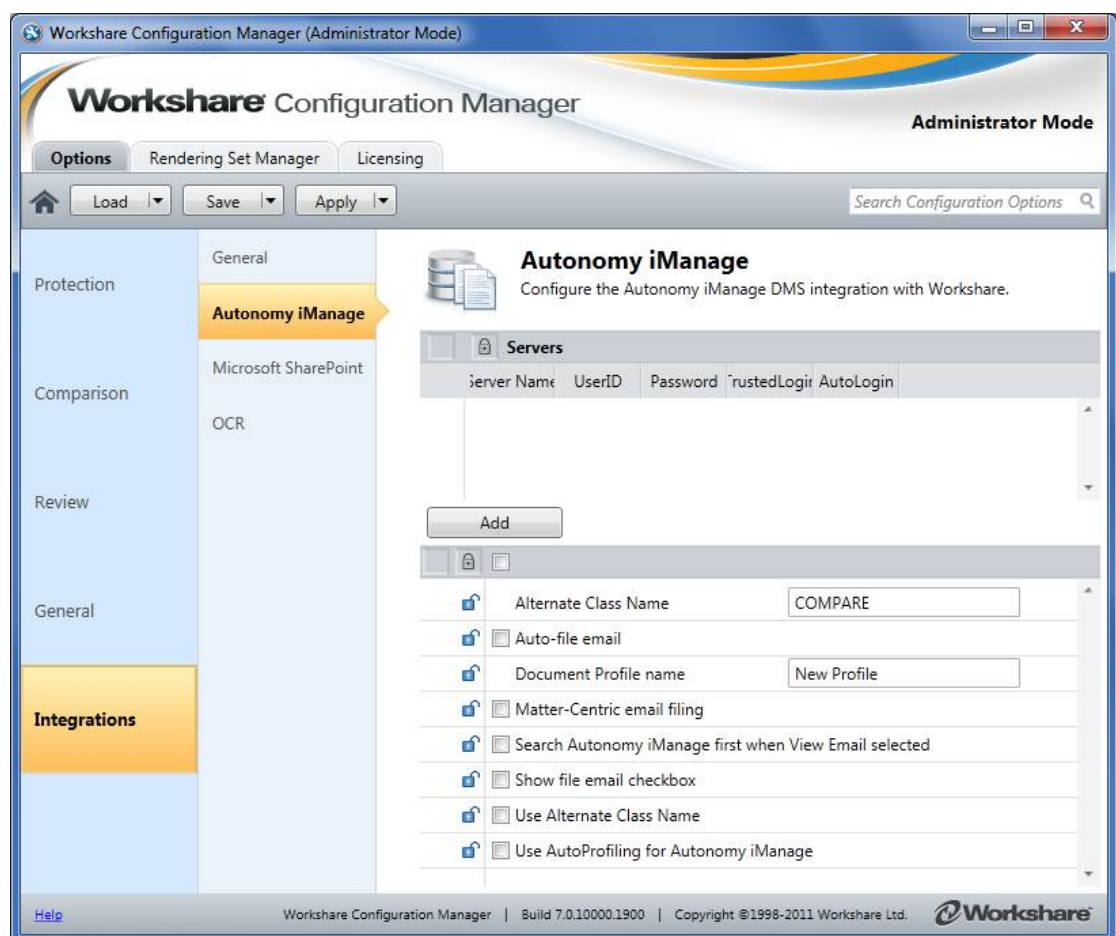 Workshare Configuration Manager (Administrator Mode)
Workshare Configuration Manager
Administrator Mode
Options Rendering Set Manager Licensing
Load Save Apply Search Configuration Options
Protection
Comparison
Review
General
Integrations
General
Autonomy iManage
Microsoft SharePoint
OCR
Autonomy iManage
Configure the Autonomy iManage DMS integration with Workshare.
Servers
Server Name UserID Password TrustedLogin AutoLogin
Add
Alternate Class Name COMPARE
Auto-file email
Document Profile name New Profile
Matter-Centric email filing
Search Autonomy iManage first when View Email selected
Show file email checkbox
Use Alternate Class Name
Use AutoProfiling for Autonomy iManage
Help Workshare Configuration Manager | Build 7.0.10000.1900 | Copyright ©1998-2011 Workshare Ltd. Workshare